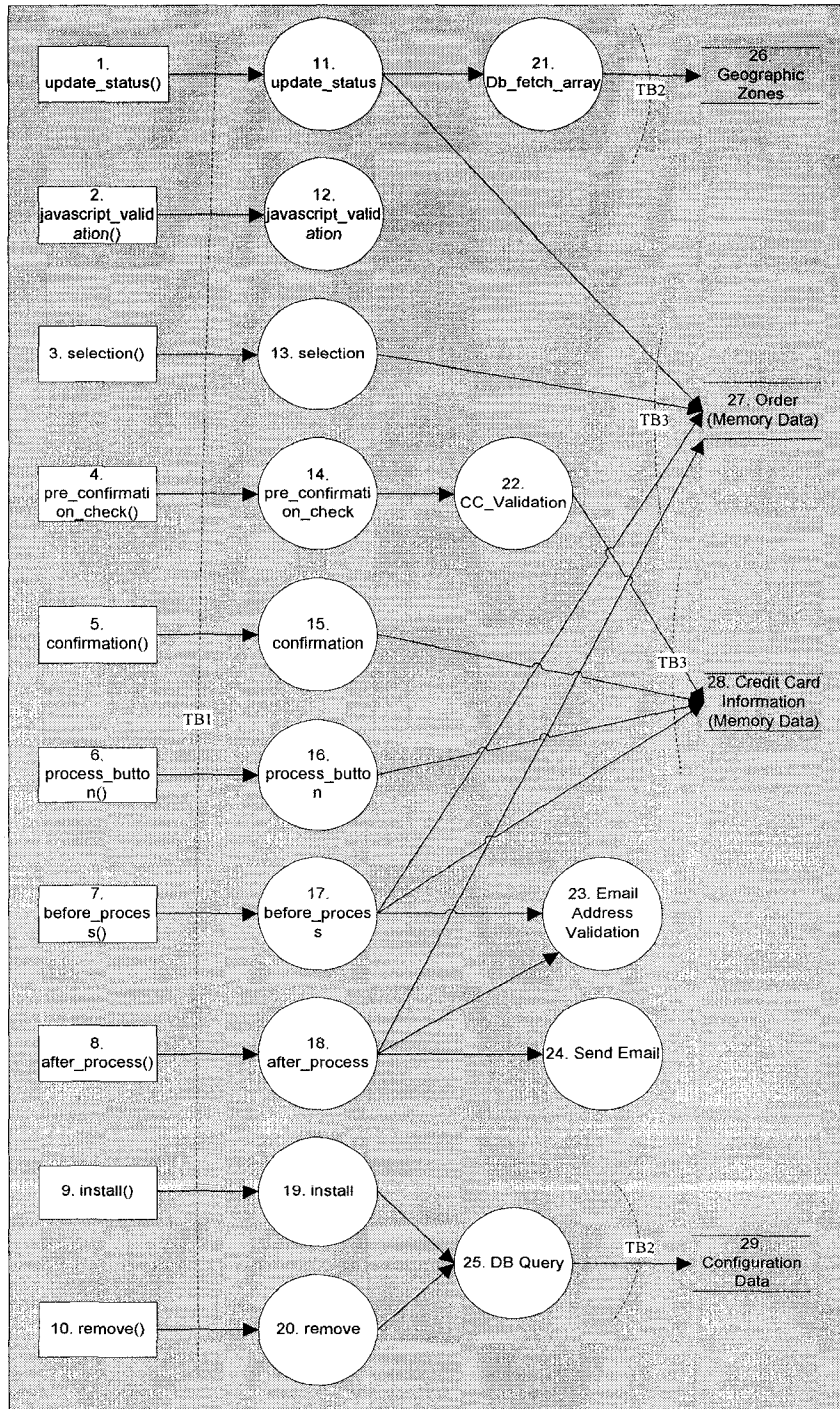 1.
update_status()
11.
update_status
21.
Db_fetch_array
TB2
26.
Geographic
Zones
2.
javascript_valid
ation()
12.
javascript_valid
ation
3. selection()
13. selection
TB3
27. Order
(Memory Data)
4.
pre_confirmati
on_check()
14.
pre_confirmati
on_check
22.
CC_Validation
5.
confirmation()
15.
confirmation
TB3
28. Credit Card
Information
(Memory Data)
TB1
6.
process_butto
n()
16.
process_butto
n
7.
before_proces
s()
17.
before_proces
s
23. Email
Address
Validation
8.
after_process()
18.
after_process
24. Send Email
9. install()
19. install
25. DB Query
TB2
29.
Configuration
Data
10. remove()
20. remove